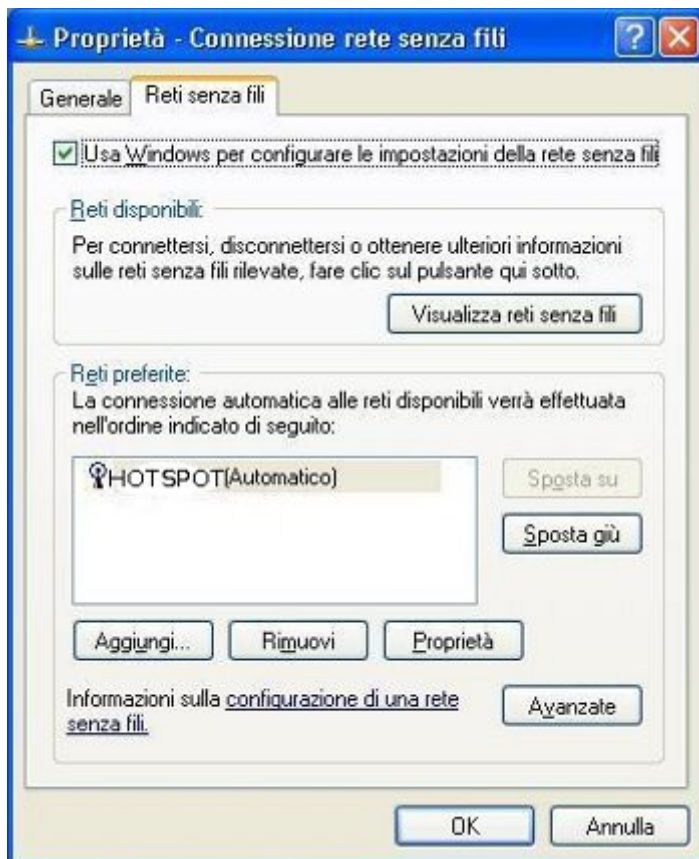 Proprietà - Connessione rete senza fili
Generale
Reti senza fili
Usa Windows per configurare le impostazioni della rete senza fili
Reti disponibili:
Per connettersi, disconnettersi o ottenere ulteriori informazioni
sulle reti senza fili rilevate, fare clic sul pulsante qui sotto.
Visualizza reti senza fili
Reti preferite:
La connessione automatica alle reti disponibili verrà effettuata
nell'ordine indicato di seguito:
HOTSPOT(Automatico)
Sposta su
Sposta giù
Aggiungi...
Rimuovi
Proprietà
Informazioni sulla configurazione di una rete
senza fili.
Avanzate
OK
Annulla